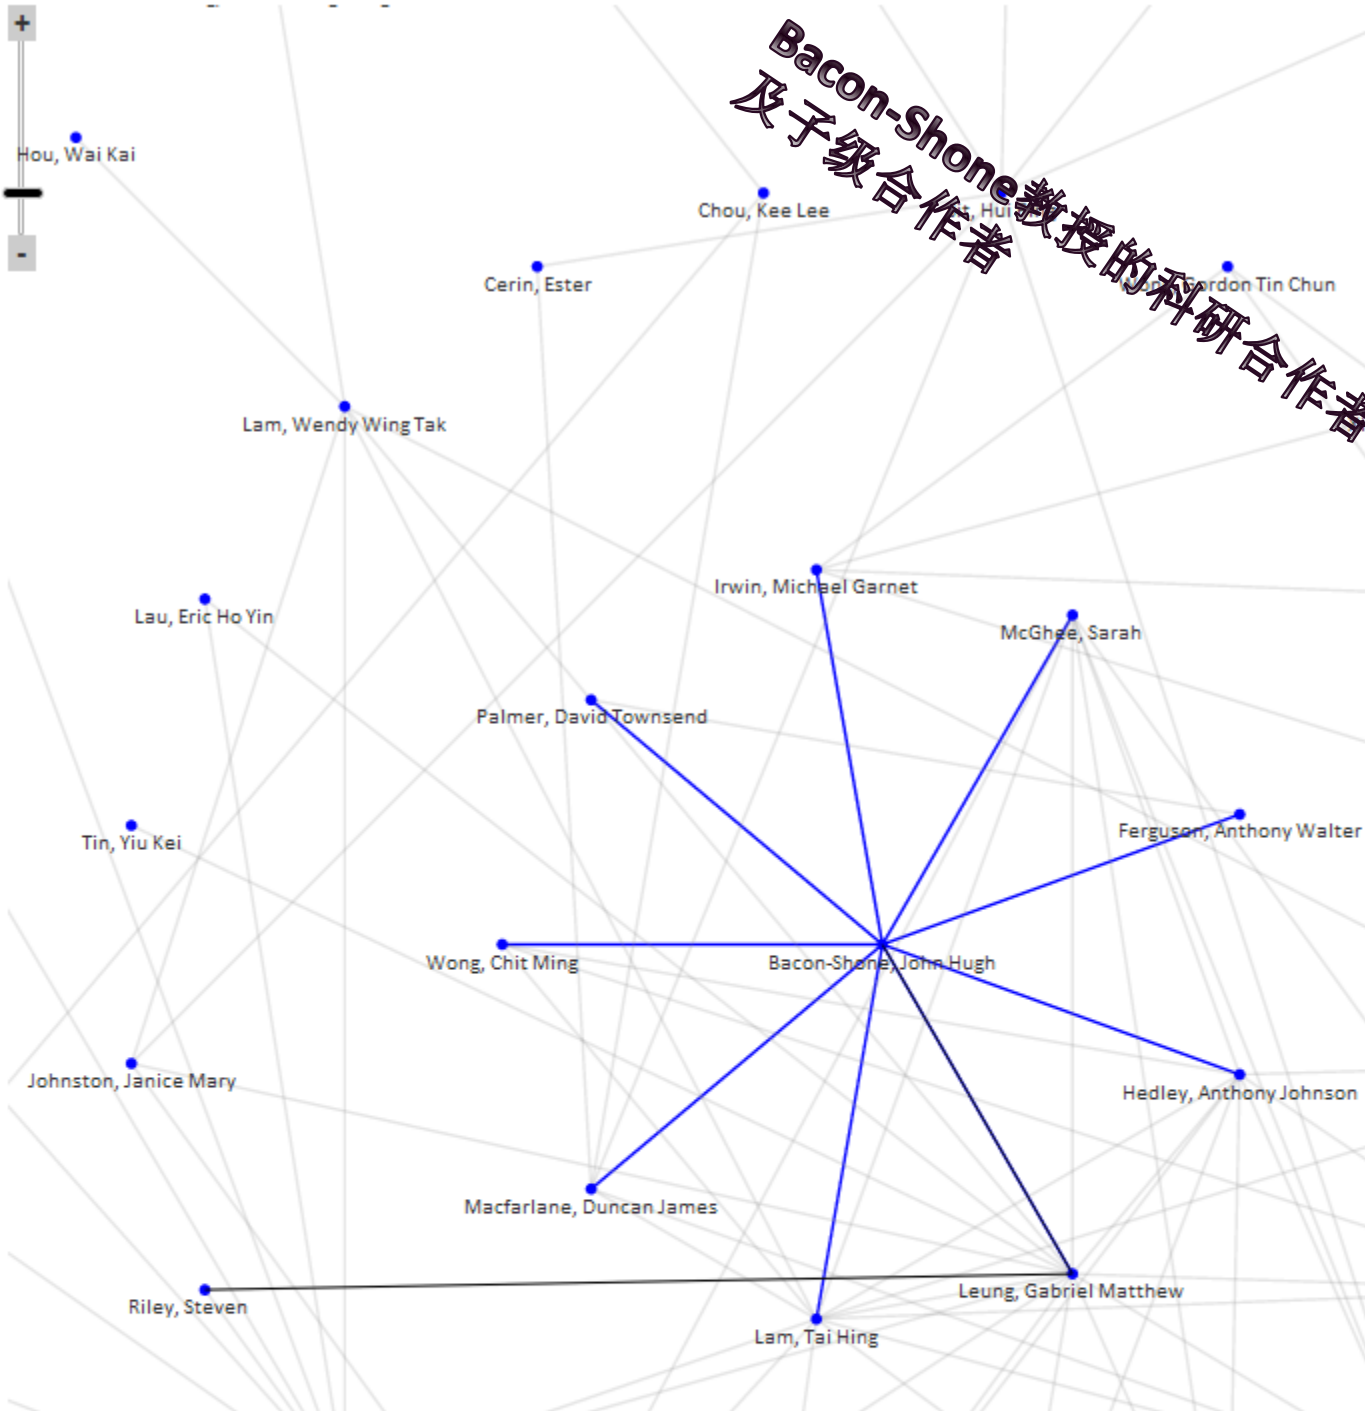 +
-
Bacon-Shone教授的科研合作者
及子级合作者
Hou, Wai Kai
Chou, Kee Lee
Cerin, Ester
Gordon Tin Chun
Lam, Wendy Wing Tak
Irwin, Michael Garnet
Lau, Eric Ho Yin
McGhee, Sarah
Palmer, David Townsend
Tin, Yiu Kei
Ferguson, Anthony Walter
Wong, Chit Ming
Bacon-Shone, John Hugh
Johnston, Janice Mary
Hedley, Anthony Johnson
Macfarlane, Duncan James
Leung, Gabriel Matthew
Riley, Steven
Lam, Tai Hing